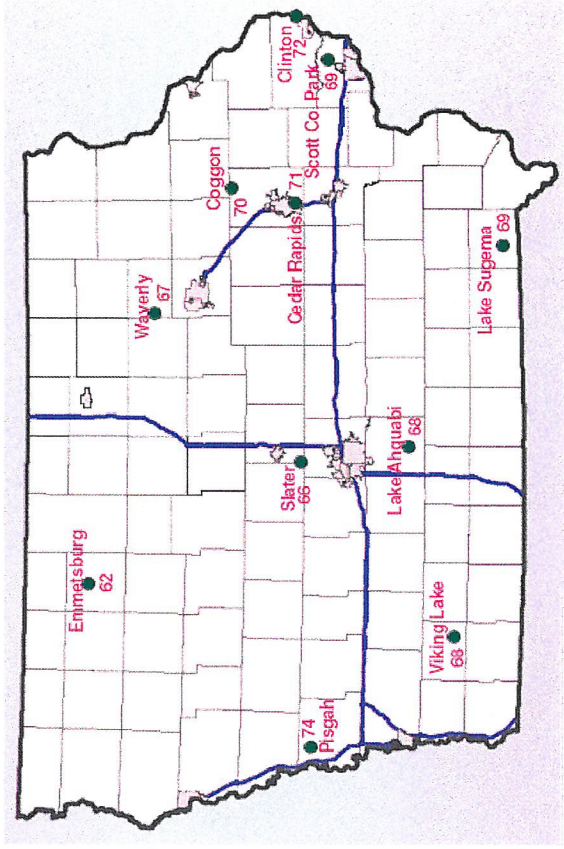 Emmetsburg
62
Waverly
67
Coggon
70
Clinton
72
Scott Co. Park
69
Cedar Rapids
71
Slater
66
74
Pisgah
Lake Ahquabi
68
Viking Lake
68
Lake Sugema
69